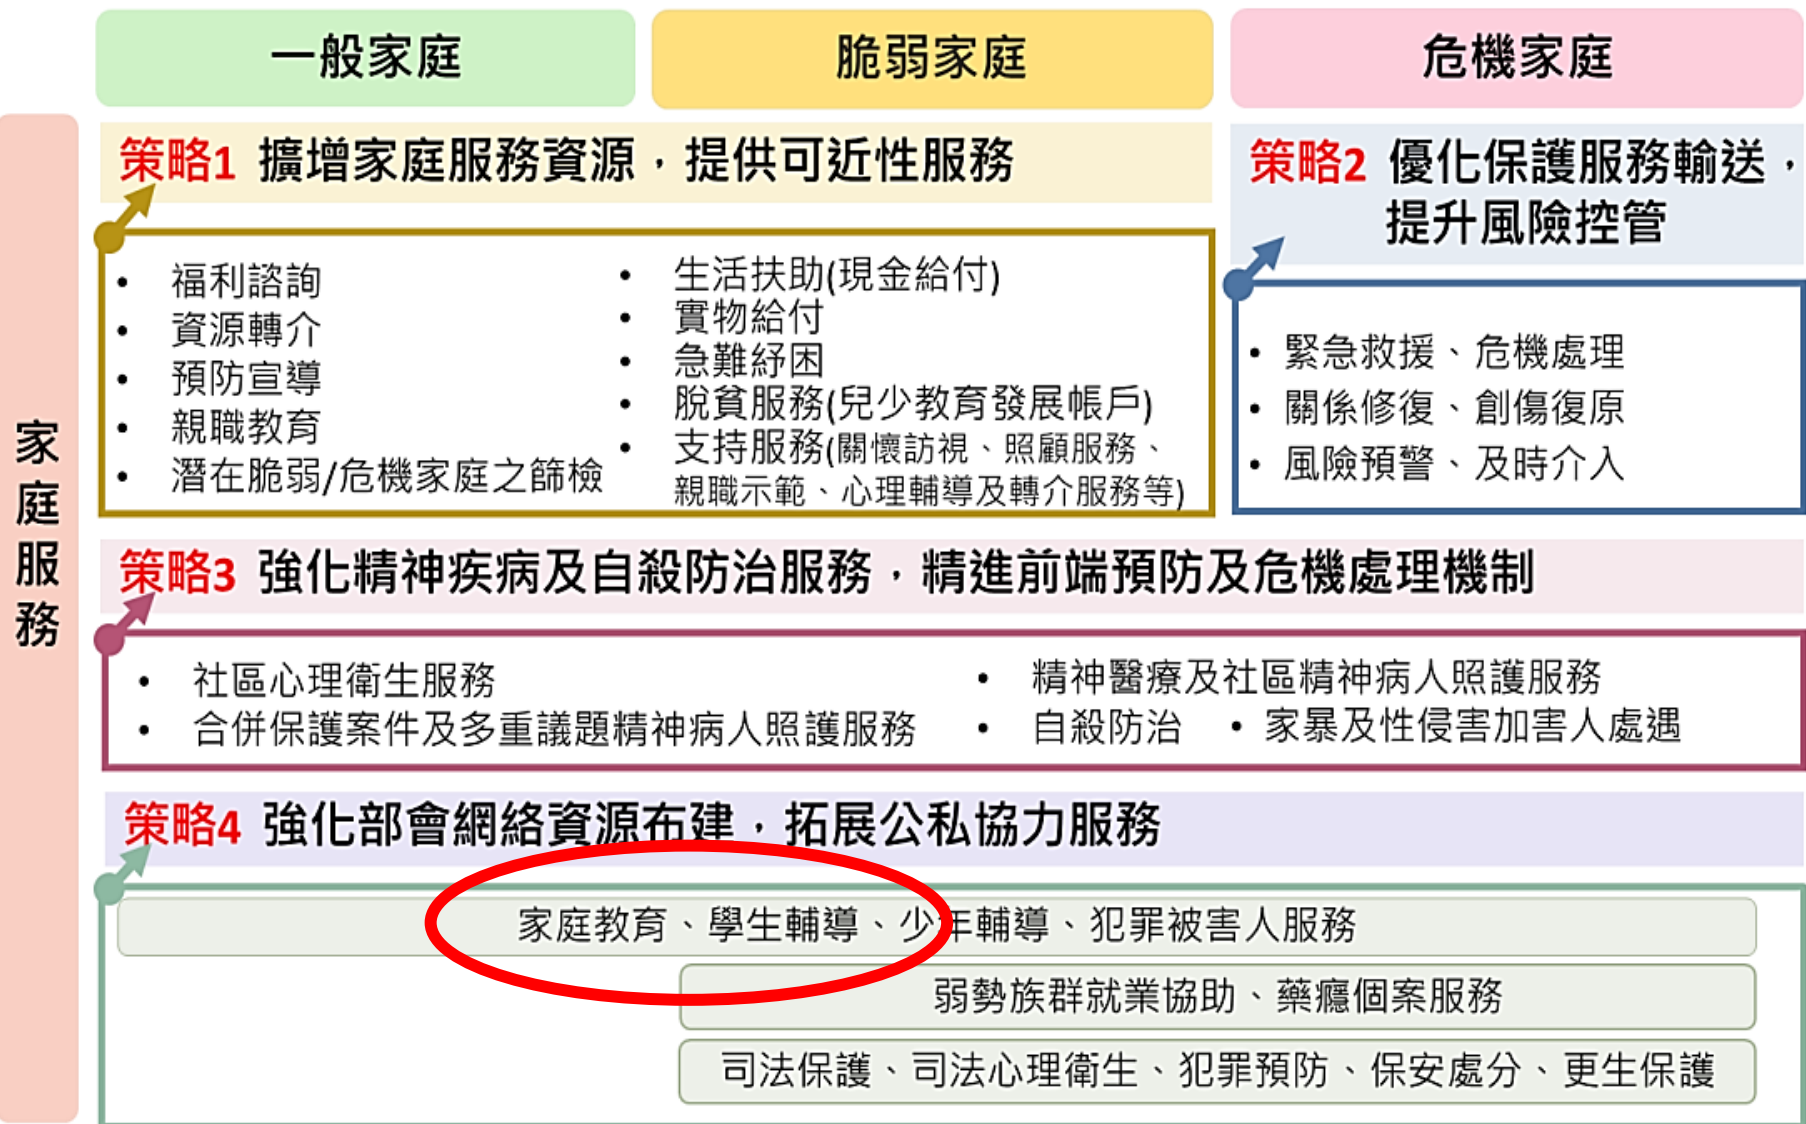 一般家庭
脆弱家庭
危機家庭
家庭服務
策略1 擴增家庭服務資源，提供可近性服務
• 福利諮詢
• 資源轉介
• 預防宣導
• 親職教育
• 潛在脆弱/危機家庭之篩檢
• 生活扶助(現金給付)
• 實物給付
• 急難紓困
• 脫貧服務(兒少教育發展帳戶)
• 支持服務(關懷訪視、照顧服務、
親職示範、心理輔導及轉介服務等)
策略2 優化保護服務輸送，
提升風險控管
• 緊急救援、危機處理
• 關係修復、創傷復原
• 風險預警、及時介入
策略3 強化精神疾病及自殺防治服務，精進前端預防及危機處理機制
• 社區心理衛生服務
• 合併保護案件及多重議題精神病人照護服務
• 精神醫療及社區精神病人照護服務
• 自殺防治 • 家暴及性侵害加害人處遇
策略4 強化部會網絡資源布建，拓展公私協力服務
家庭教育、學生輔導、少年輔導、犯罪被害人服務
弱勢族群就業協助、藥癮個案服務
司法保護、司法心理衛生、犯罪預防、保安處分、更生保護